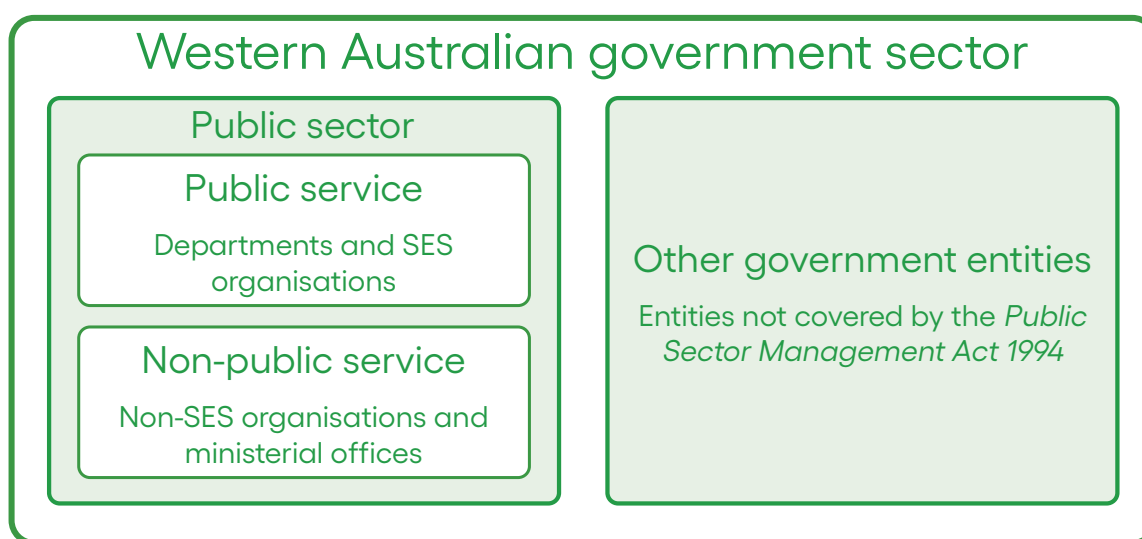 Western Australian government sector
Public sector
Public service
Departments and SES
organisations
Non-public service
Non-SES organisations and
ministerial offices
Other government entities
Entities not covered by the Public
Sector Management Act 1994